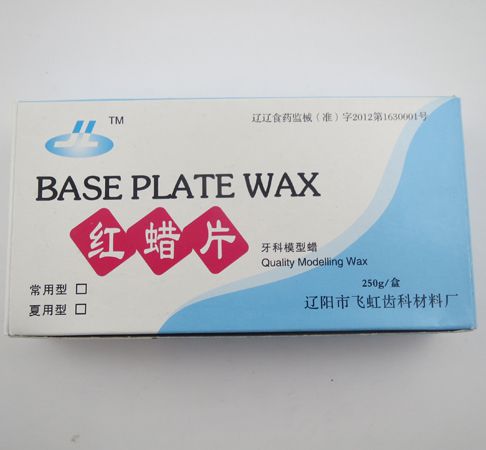 JL TM
辽辽食药监械(准)字2012第1630001号
BASE PLATE WAX
红蜡片
牙科模型蜡
Quality Modelling Wax
常用型 □
夏用型 □
250g/盒
辽阳市飞虹齿科材料厂